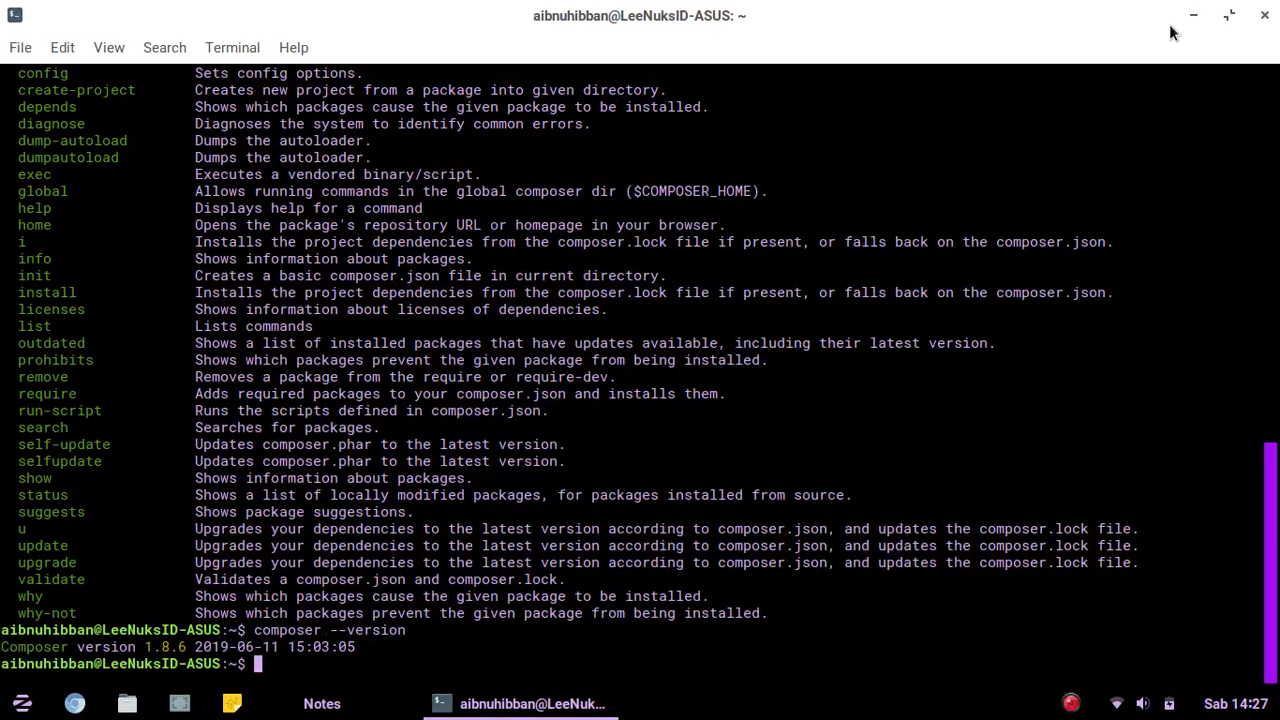 aibnuhibban@LeeNuksID-ASUS: ~
File Edit View Search Terminal Help
config Sets config options.
create-project Creates new project from a package into given directory.
depends Shows which packages cause the given package to be installed.
diagnose Diagnoses the system to identify common errors.
dump-autoload Dumps the autoloader.
dumpautoload Dumps the autoloader.
exec Executes a vendored binary/script.
global Allows running commands in the global composer dir ($COMPOSER_HOME).
help Displays help for a command
home Opens the package's repository URL or homepage in your browser.
i Installs the project dependencies from the composer.lock file if present, or falls back on the composer.json.
info Shows information about packages.
init Creates a basic composer.json file in current directory.
install Installs the project dependencies from the composer.lock file if present, or falls back on the composer.json.
licenses Shows information about licenses of dependencies.
list Lists commands
outdated Shows a list of installed packages that have updates available, including their latest version.
prohibits Shows which packages prevent the given package from being installed.
remove Removes a package from the require or require-dev.
require Adds required packages to your composer.json and installs them.
run-script Runs the scripts defined in composer.json.
search Searches for packages.
self-update Updates composer.phar to the latest version.
selfupdate Updates composer.phar to the latest version.
show Shows information about packages.
status Shows a list of locally modified packages, for packages installed from source.
suggests Shows package suggestions.
u Upgrades your dependencies to the latest version according to composer.json, and updates the composer.lock file.
update Upgrades your dependencies to the latest version according to composer.json, and updates the composer.lock file.
upgrade Upgrades your dependencies to the latest version according to composer.json, and updates the composer.lock file.
validate Validates a composer.json and composer.lock.
why Shows which packages cause the given package to be installed.
why-not Shows which packages prevent the given package from being installed.
aibnuhibban@LeeNuksID-ASUS:~$ composer --version
Composer version 1.8.6 2019-06-11 15:03:05
aibnuhibban@LeeNuksID-ASUS:~$
Notes aibnuhibban@LeeNuk... Sab 14:27